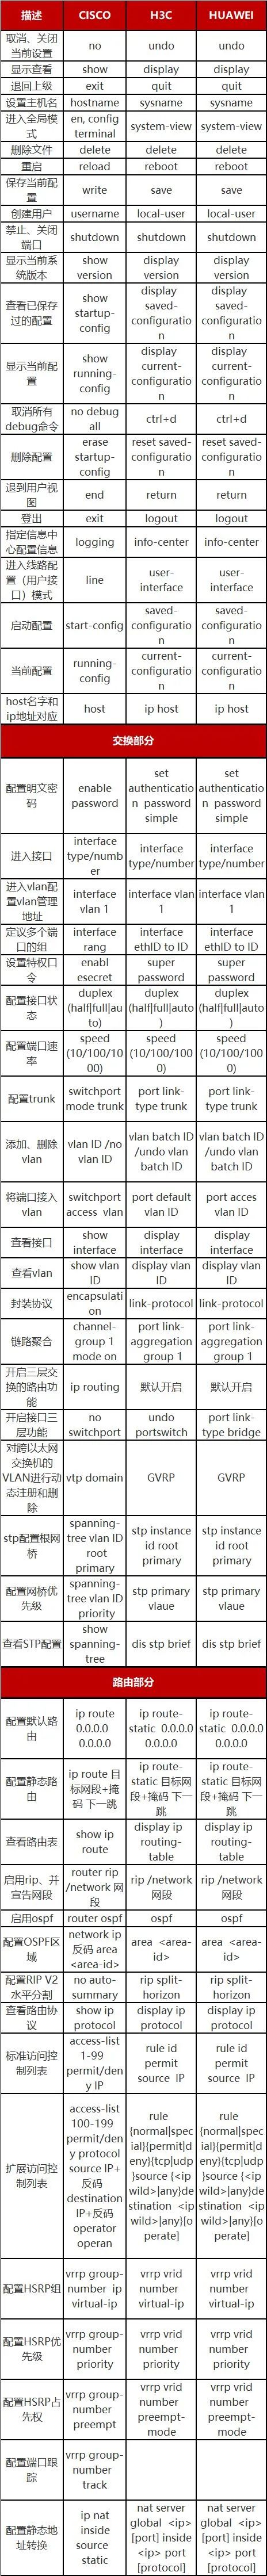 描述 CISCO H3C HUAWEI
取消、关闭当前设置 no undo undo
显示查看 show display display
退回上级 exit quit quit
设置主机名 hostname sysname sysname
进入全局模式 en, config terminal system-view system-view
删除文件 delete delete delete
重启 reload reboot reboot
保存当前配置 write save save
创建用户 username local-user local-user
禁止、关闭端口 shutdown shutdown shutdown
显示当前系统版本 show version display version display version
查看已保存过的配置 show startup-config display saved-configuration display saved-configuration
显示当前配置 show running-config display current-configuration display current-configuration
取消所有debug命令 no debug all ctrl+d ctrl+d
删除配置 erase startup-config reset saved-configuration reset saved-configuration
退到用户视图 end return return
登出 exit logout logout
指定信息中心配置信息 logging info-center info-center
进入线路配置（用户接口）模式 line user-interface user-interface
启动配置 start-config saved-configuration saved-configuration
当前配置 running-config current-configuration current-configuration
host名字和ip地址对应 host ip host ip host
交换部分
配置明文密码 enable password set authentication password simple set authentication password simple
进入接口 interface type/number interface type/number interface type/number
进入vlan配置vlan管理地址 interface vlan 1 interface vlan 1 interface vlan 1
定议多个端口的组 interface rang interface ethID to ID interface ethID to ID
设置特权口令 enabl esecret super password super password
配置接口状态 duplex (half|full|auto) duplex (half|full|auto) duplex (half|full|auto)
配置端口速率 speed (10/100/1000) speed (10/100/1000) speed (10/100/1000)
配置trunk switchport mode trunk port link-type trunk port link-type trunk
添加、删除vlan vlan ID /no vlan ID vlan batch ID /undo vlan batch ID vlan batch ID /undo vlan batch ID
将端口接入vlan switchport access vlan port default vlan ID port acces vlan ID
查看接口 show interface display interface display interface
查看vlan show vlan ID display vlan ID display vlan ID
封装协议 encapsulation link-protocol link-protocol
链路聚合 channel-group 1 mode on port link-aggregation group 1 port link-aggregation group 1
开启三层交换的路由功能 ip routing 默认开启 默认开启
开启接口三层功能 no switchport undo portswitch port link-type bridge
对跨以太网交换机的VLAN进行动态注册和删除 vtp domain GVRP GVRP
stp配置根网桥 spanning-tree vlan ID root primary stp instance id root primary stp instance id root primary
配置网桥优先级 spanning-tree vlan ID priority stp primary vlaue stp primary vlaue
查看STP配置 show spanning-tree dis stp brief dis stp brief
路由部分
配置默认路由 ip route 0.0.0.0 0.0.0.0 ip route-static 0.0.0.0 0.0.0.0 ip route-static 0.0.0.0 0.0.0.0
配置静态路由 ip route 目标网段+掩码 下一跳 ip route-static 目标网段+掩码 下一跳 ip route-static 目标网段+掩码 下一跳
查看路由表 show ip route display ip routing-table display ip routing-table
启用rip、并宣告网段 router rip /network 网段 rip /network 网段 rip /network 网段
启用ospf router ospf ospf ospf
配置OSPF区域 network ip 反码 area <area-id> area <area-id> area <area-id>
配置RIP V2水平分割 no auto-summary rip split-horizon rip split-horizon
查看路由协议 show ip protocol display ip protocol display ip protocol
标准访问控制列表 access-list 1-99 permit/deny IP rule id permit source IP rule id permit source IP
扩展访问控制列表 access-list 100-199 permit/deny protocol source IP+反码 destination IP+反码 operator operan rule {normal|special}{permit|deny}{tcp|udp}source {<ip wild>|any}destination <ip wild>|any}[operate] rule {normal|special}{permit|deny}{tcp|udp}source {<ip wild>|any}destination <ip wild>|any}[operate]
配置HSRP组 vrrp group-number ip virtual-ip vrrp vrid number virtual-ip vrrp vrid number virtual-ip
配置HSRP优先级 vrrp group-number priority vrrp vrid number priority vrrp vrid number priority
配置HSRP占先权 vrrp group-number preempt vrrp vrid number preempt-mode vrrp vrid number preempt-mode
配置端口跟踪 vrrp group-number track
配置静态地址转换 ip nat inside source static nat server global <ip> [port] inside <ip> port [protocol] nat server global <ip> [port] inside <ip> port [protocol]